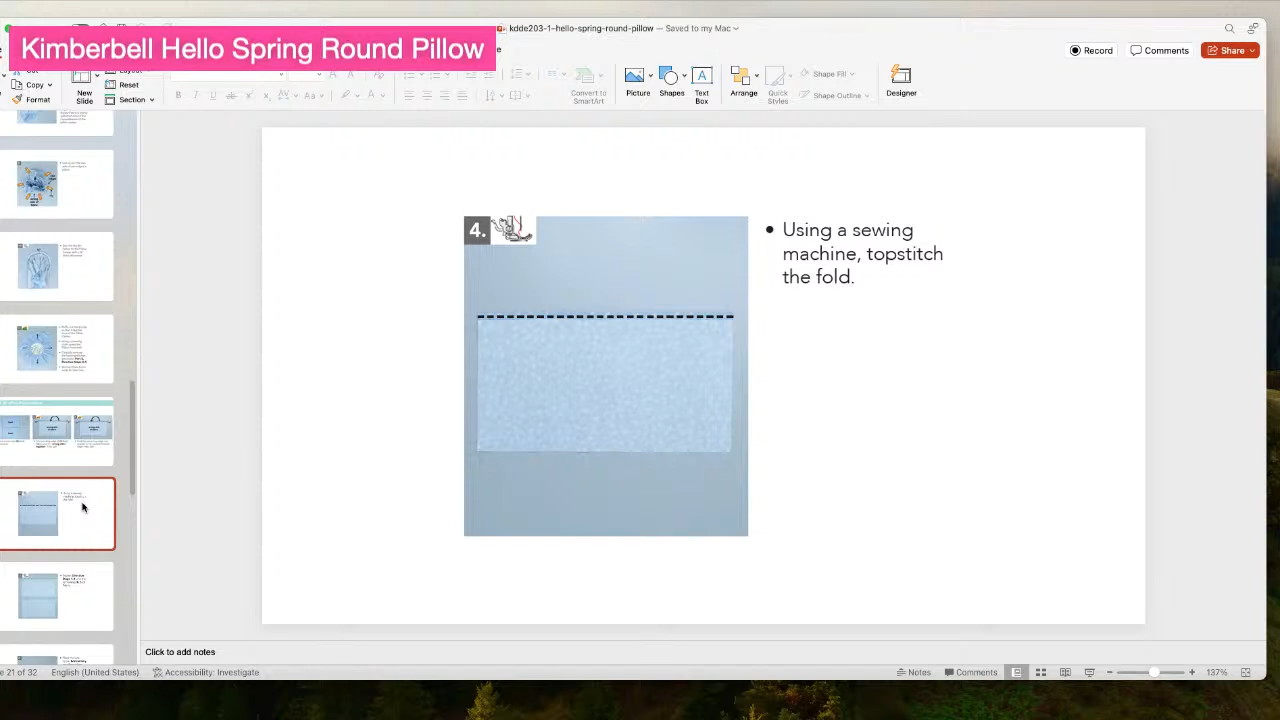 Kimberbell Hello Spring Round Pillow
kdde203-1-hello-spring-round-pillow — Saved to my Mac
Record
Comments
Share
Copy
Format
New
Slide
Layout
Reset
Section
B
I
U
Convert to
SmartArt
Picture
Shapes
Text
Box
Arrange
Quick
Styles
Shape Fill
Shape Outline
Designer
4.
• Using a sewing
machine, topstitch
the fold.
Click to add notes
21 of 32
English (United States)
Accessibility: Investigate
Notes
Comments
137%